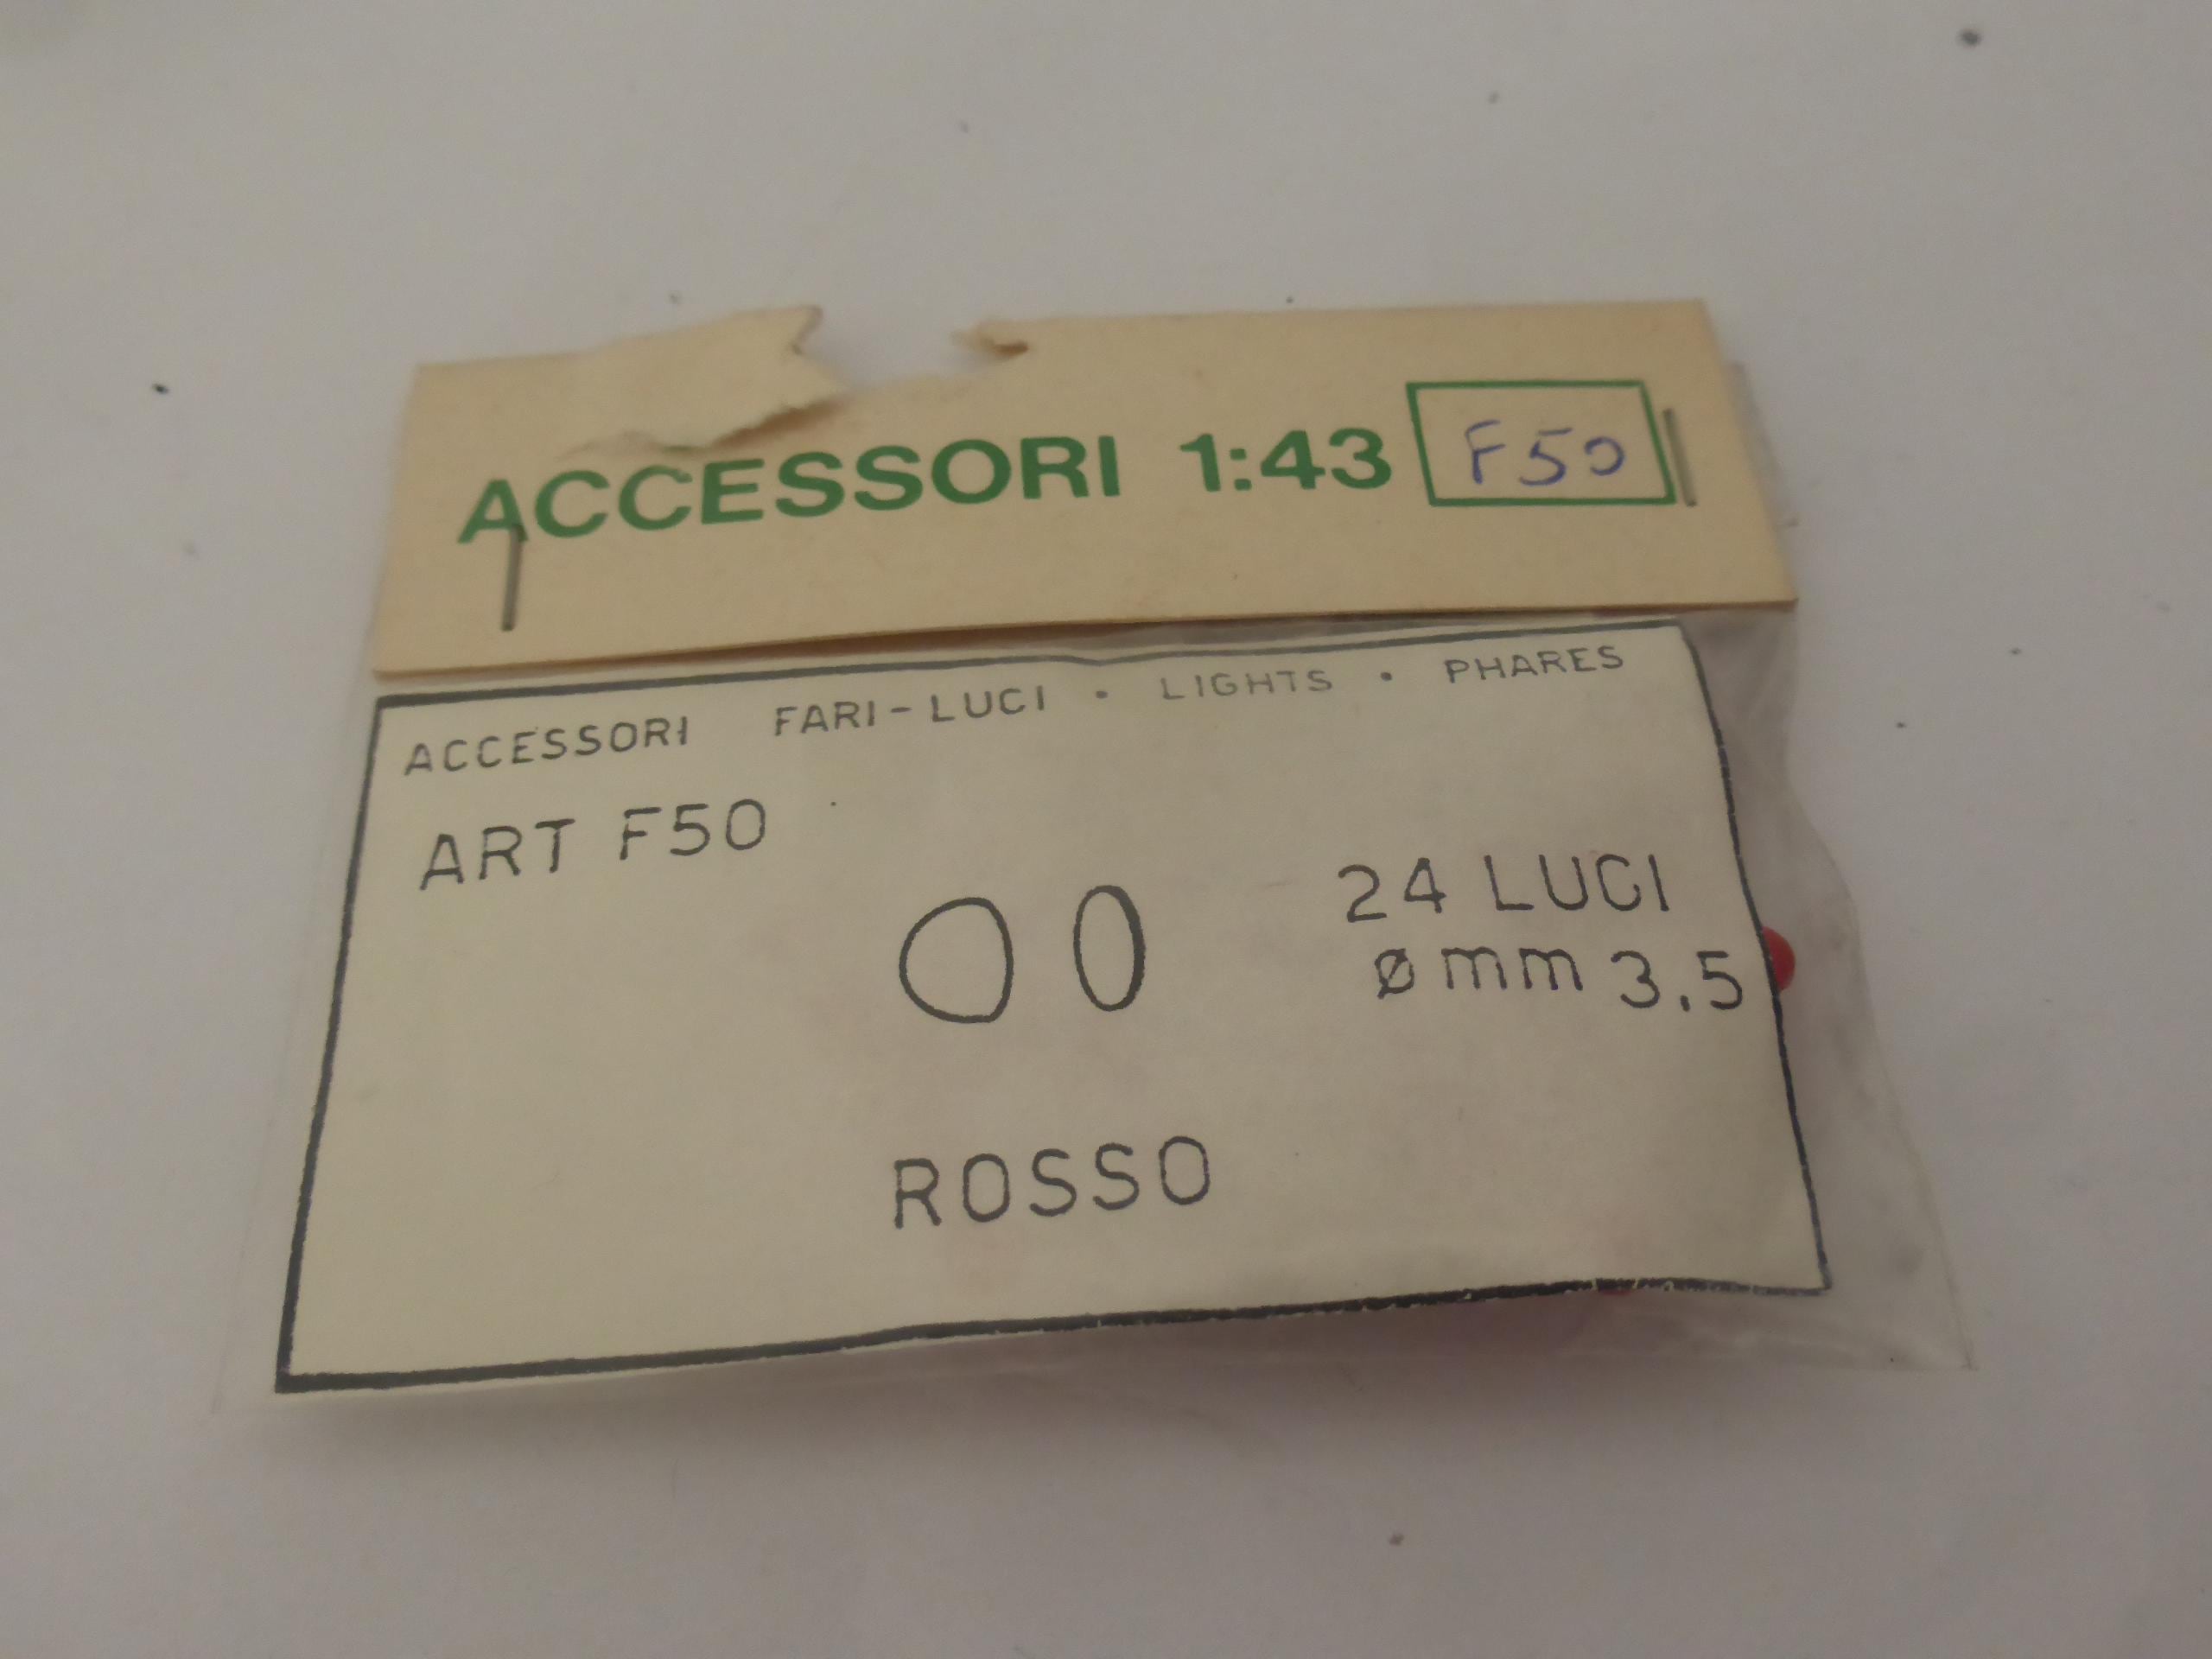 ACCESSORI 1:43 F50
ACCESSORI FARI-LUCI • LIGHTS • PHARES
ART F50
24 LUCI
ø mm 3.5
ROSSO